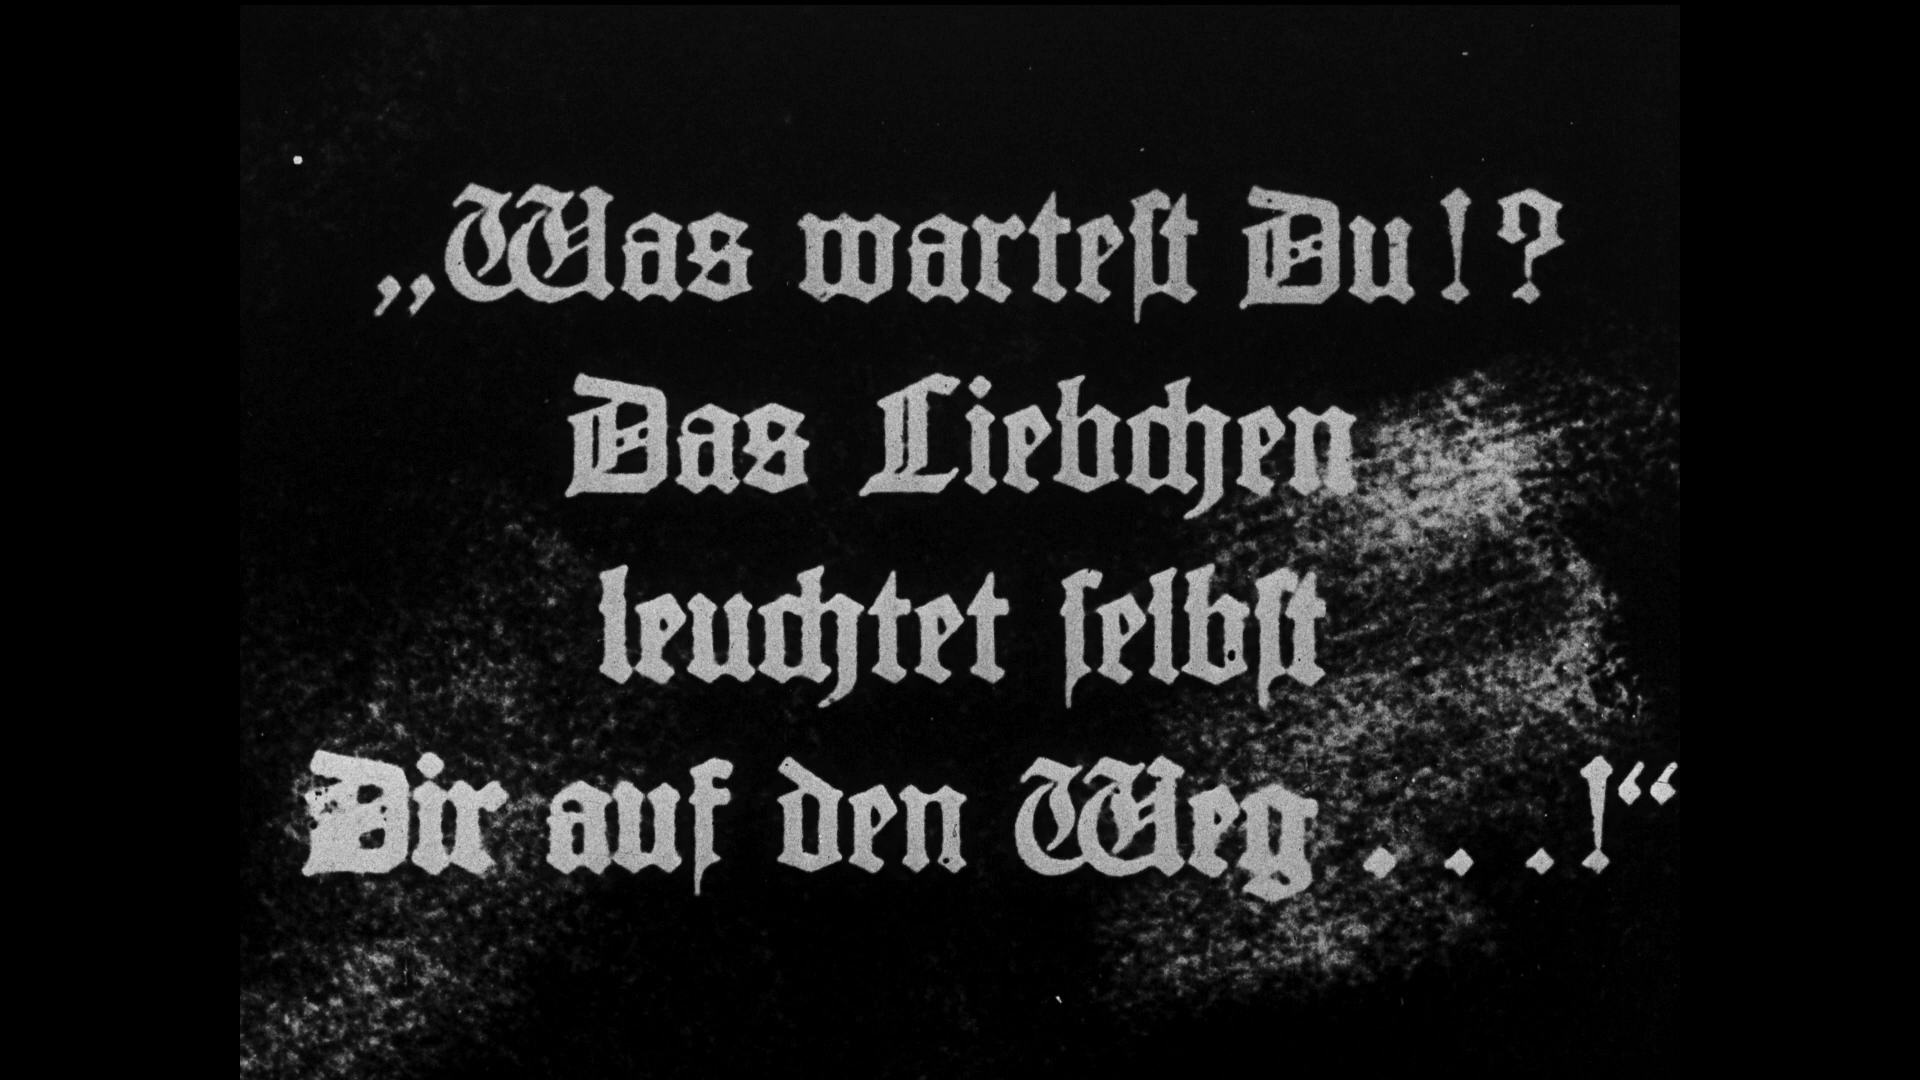 „Was wartest Du!?
Das Liebchen
leuchtet selbst
Dir auf den Weg . . .!“